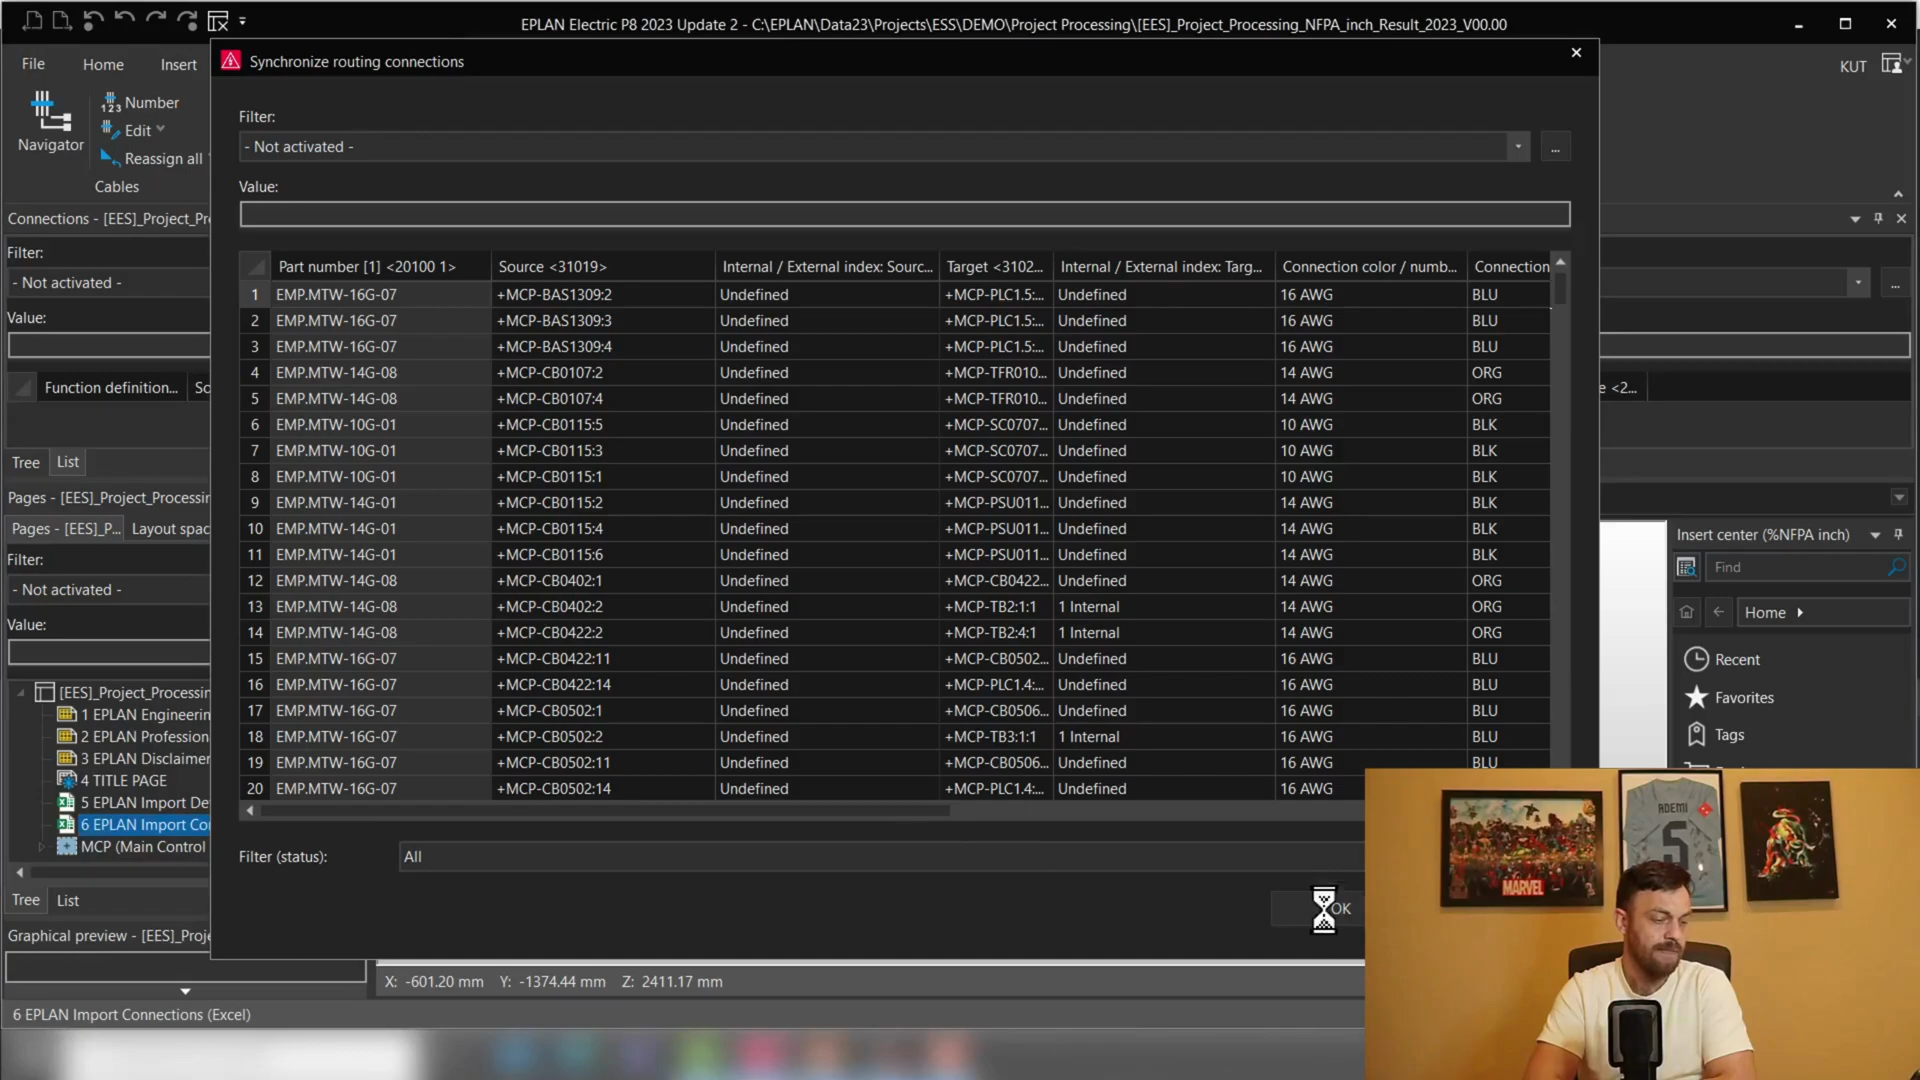 EPLAN Electric P8 2023 Update 2 - C:\EPLAN\Data23\Projects\ESS\DEMO\Project Processing\[EES]_Project_Processing_NFPA_inch_Result_2023_V00.00
File Home Insert
KUT
Navigator
Number
Edit
Reassign all
Cables
Synchronize routing connections
Filter:
- Not activated -
...
Value:
Connections - [EES]_Project_Pr
Filter:
- Not activated -
...
Value:
Function definition... So
e <2...
Tree List
Part number [1] <20100 1> Source <31019> Internal / External index: Sourc... Target <3102... Internal / External index: Targ... Connection color / numb... Connection
1 EMP.MTW-16G-07 +MCP-BAS1309:2 Undefined +MCP-PLC1.5:... Undefined 16 AWG BLU
2 EMP.MTW-16G-07 +MCP-BAS1309:3 Undefined +MCP-PLC1.5:... Undefined 16 AWG BLU
3 EMP.MTW-16G-07 +MCP-BAS1309:4 Undefined +MCP-PLC1.5:... Undefined 16 AWG BLU
4 EMP.MTW-14G-08 +MCP-CB0107:2 Undefined +MCP-TFR010... Undefined 14 AWG ORG
5 EMP.MTW-14G-08 +MCP-CB0107:4 Undefined +MCP-TFR010... Undefined 14 AWG ORG
6 EMP.MTW-10G-01 +MCP-CB0115:5 Undefined +MCP-SC0707... Undefined 10 AWG BLK
7 EMP.MTW-10G-01 +MCP-CB0115:3 Undefined +MCP-SC0707... Undefined 10 AWG BLK
8 EMP.MTW-10G-01 +MCP-CB0115:1 Undefined +MCP-SC0707... Undefined 10 AWG BLK
9 EMP.MTW-14G-01 +MCP-CB0115:2 Undefined +MCP-PSU011... Undefined 14 AWG BLK
10 EMP.MTW-14G-01 +MCP-CB0115:4 Undefined +MCP-PSU011... Undefined 14 AWG BLK
11 EMP.MTW-14G-01 +MCP-CB0115:6 Undefined +MCP-PSU011... Undefined 14 AWG BLK
12 EMP.MTW-14G-08 +MCP-CB0402:1 Undefined +MCP-CB0422... Undefined 14 AWG ORG
13 EMP.MTW-14G-08 +MCP-CB0402:2 Undefined +MCP-TB2:1:1 1 Internal 14 AWG ORG
14 EMP.MTW-14G-08 +MCP-CB0422:2 Undefined +MCP-TB2:4:1 1 Internal 14 AWG ORG
15 EMP.MTW-16G-07 +MCP-CB0422:11 Undefined +MCP-CB0502... Undefined 16 AWG BLU
16 EMP.MTW-16G-07 +MCP-CB0422:14 Undefined +MCP-PLC1.4:... Undefined 16 AWG BLU
17 EMP.MTW-16G-07 +MCP-CB0502:1 Undefined +MCP-CB0506... Undefined 16 AWG BLU
18 EMP.MTW-16G-07 +MCP-CB0502:2 Undefined +MCP-TB3:1:1 1 Internal 16 AWG BLU
19 EMP.MTW-16G-07 +MCP-CB0502:11 Undefined +MCP-CB0506... Undefined 16 AWG BLU
20 EMP.MTW-16G-07 +MCP-CB0502:14 Undefined +MCP-PLC1.4:... Undefined 16 AWG
Filter (status): All
OK
Pages - [EES]_Project_Processing
Pages - [EES]_P... Layout spac
Filter:
- Not activated -
Value:
[EES]_Project_Processin
1 EPLAN Engineerin
2 EPLAN Professiona
3 EPLAN Disclaimer
4 TITLE PAGE
5 EPLAN Import De
6 EPLAN Import Co
MCP (Main Control
Tree List
Graphical preview - [EES]_Proje
Insert center (%NFPA inch)
Find
Home
Recent
Favorites
Tags
X: -601.20 mm Y: -1374.44 mm Z: 2411.17 mm
6 EPLAN Import Connections (Excel)
MARVEL
ADEMI
5